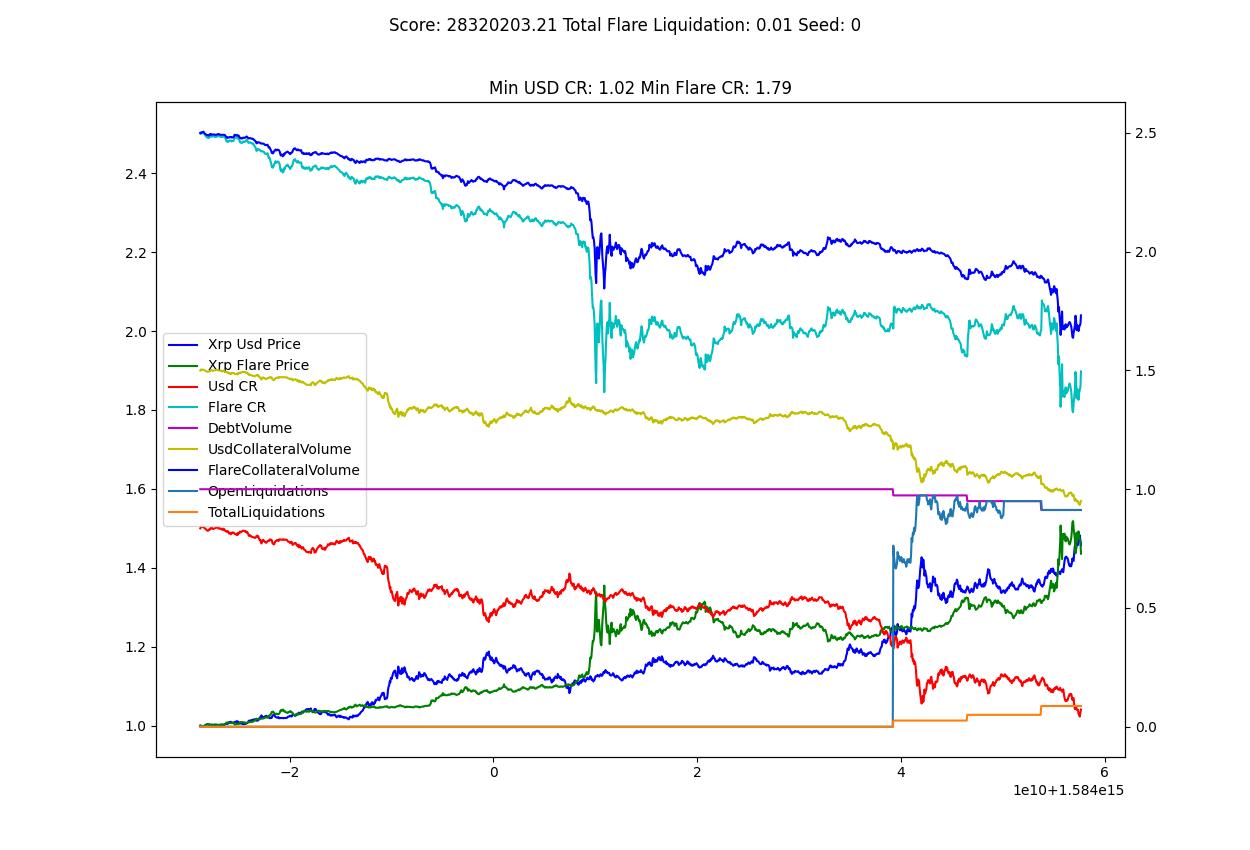 Score: 28320203.21 Total Flare Liquidation: 0.01 Seed: 0
Min USD CR: 1.02 Min Flare CR: 1.79
2.4
2.2
2.0
1.8
1.6
1.4
1.2
1.0
Xrp Usd Price
Xrp Flare Price
Usd CR
Flare CR
DebtVolume
UsdCollateralVolume
FlareCollateralVolume
OpenLiquidations
TotalLiquidations
2.5
2.0
1.5
1.0
0.5
0.0
−2 0 2 4 6
1e10+1.584e15